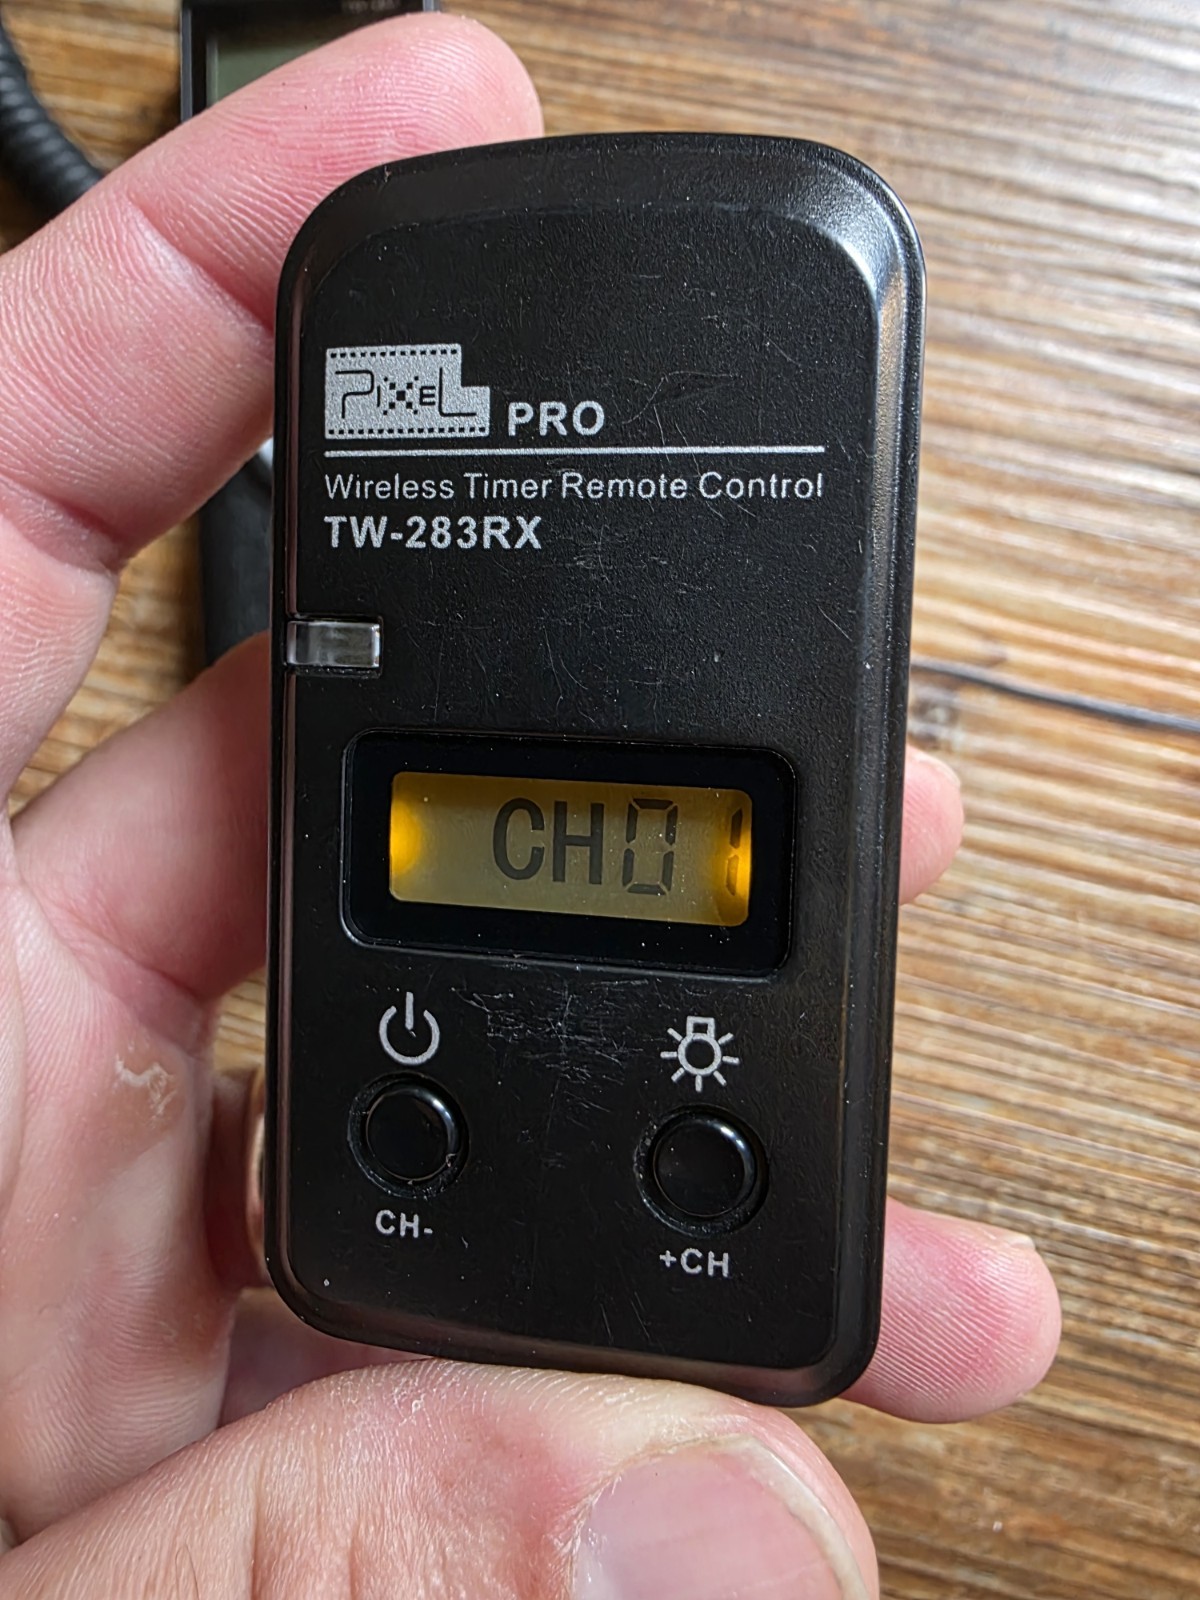 PIXEL PRO
Wireless Timer Remote Control
TW-283RX
CH01
CH-
+CH